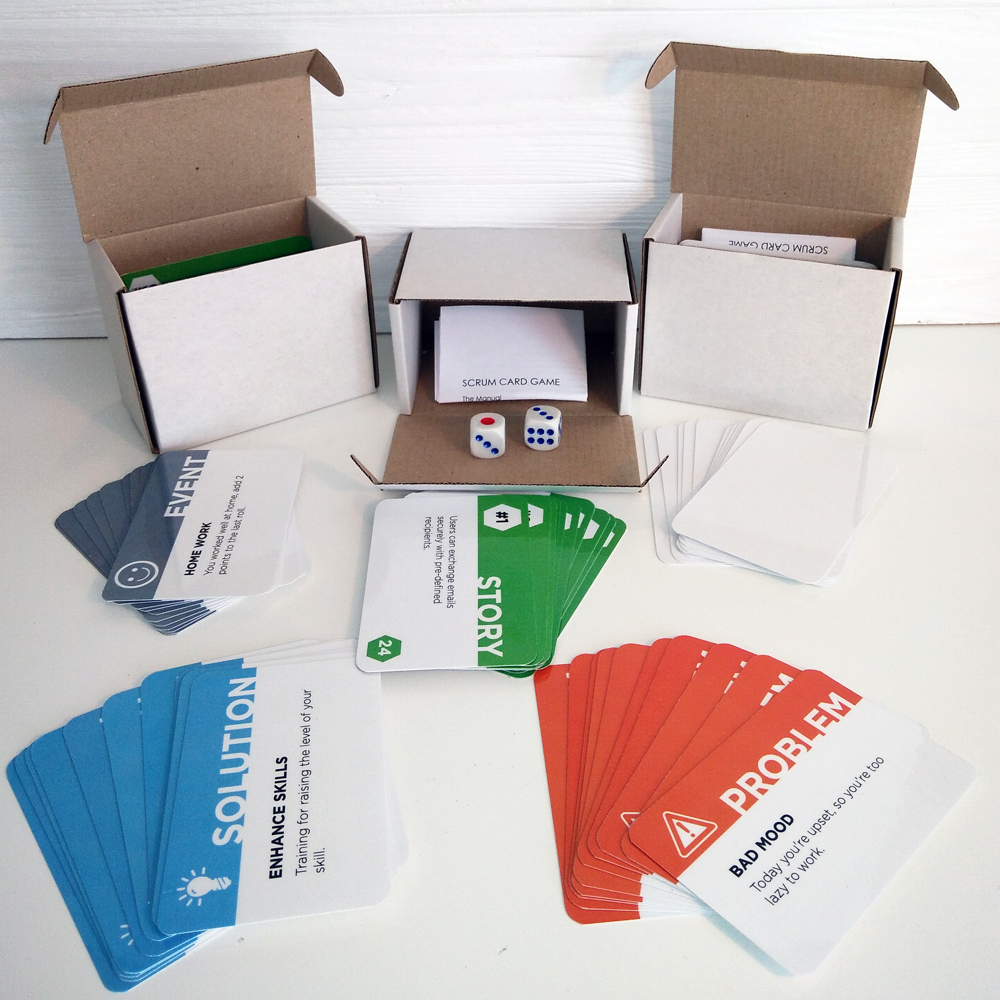 SCRUM CARD GAME
SCRUM CARD GAME
The Manual
EVENT
HOME WORK
You worked well at home, add 2
points to the last roll.
#1
STORY
Users can exchange emails
securely with pre-defined
recipients.
24
SOLUTION
ENHANCE SKILLS
Training for raising the level of your
skill.
PROBLEM
BAD MOOD
Today you're upset, so you're too
lazy to work.
EM
M